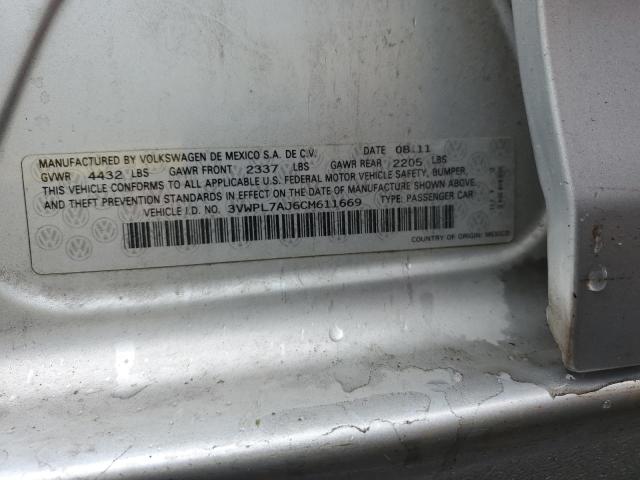 MANUFACTURED BY VOLKSWAGEN DE MEXICO S.A. DE C.V. DATE 08.11
GVWR 4432 LBS GAWR FRONT 2337 LBS GAWR REAR 2205 LBS
THIS VEHICLE CONFORMS TO ALL APPLICABLE U.S. FEDERAL MOTOR VEHICLE SAFETY, BUMPER,
AND THEFT PREVENTION STANDARDS IN EFFECT ON THE DATE OF MANUFACTURE SHOWN ABOVE.
VEHICLE I.D. NO. 3VWPL7AJ6CM611669 TYPE: PASSENGER CAR
COUNTRY OF ORIGIN: MEXICO